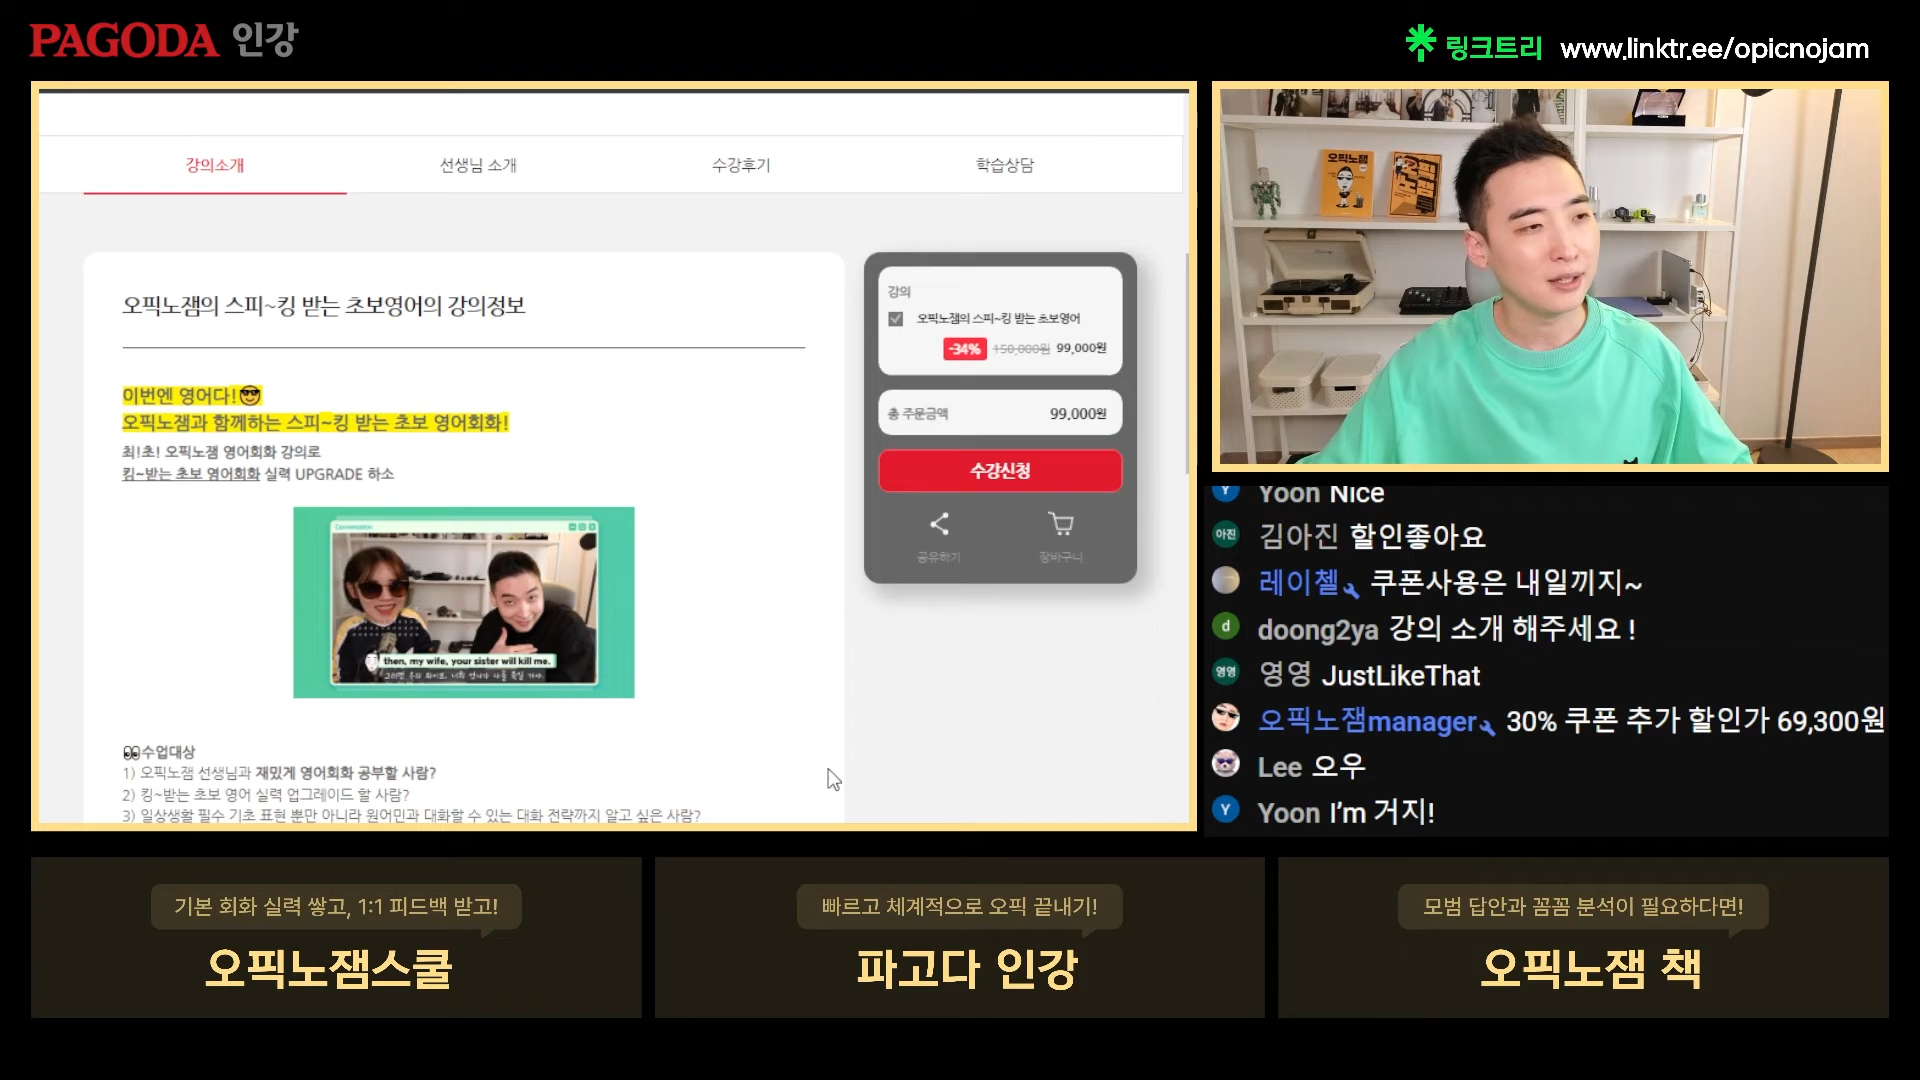 PAGODA 인강
링크트리 www.linktr.ee/opicnojam
강의소개 선생님 소개 수강후기 학습상담
오픽노잼의 스피~킹 받는 초보영어의 강의정보
이번엔 영어다!😎
오픽노잼과 함께하는 스피~킹 받는 초보 영어회화!
최!초! 오픽노잼 영어회화 강의로
킹~받는 초보 영어회화 실력 UPGRADE 하소
Conversation
then, my wife, your sister will kill me.
👀수업대상
1) 오픽노잼 선생님과 재밌게 영어회화 공부할 사람?
2) 킹~받는 초보 영어 실력 업그레이드 할 사람?
3) 일상생활 필수 기초 표현 뿐만 아니라 원어민과 대화할 수 있는 대화 전략까지 알고 싶은 사람?
강의
오픽노잼의 스피~킹 받는 초보영어
-34% 150,000원 99,000원
총 주문금액 99,000원
수강신청
공유하기 장바구니
오픽노잼
Y Yoon Nice
아진 김아진 할인좋아요
레이첼 쿠폰사용은 내일까지~
d doong2ya 강의 소개 해주세요 !
영영 영영 JustLikeThat
오픽노잼manager 30% 쿠폰 추가 할인가 69,300원
Lee 오우
Y Yoon I'm 거지!
기본 회화 실력 쌓고, 1:1 피드백 받고!
오픽노잼스쿨
빠르고 체계적으로 오픽 끝내기!
파고다 인강
모범 답안과 꼼꼼 분석이 필요하다면!
오픽노잼 책